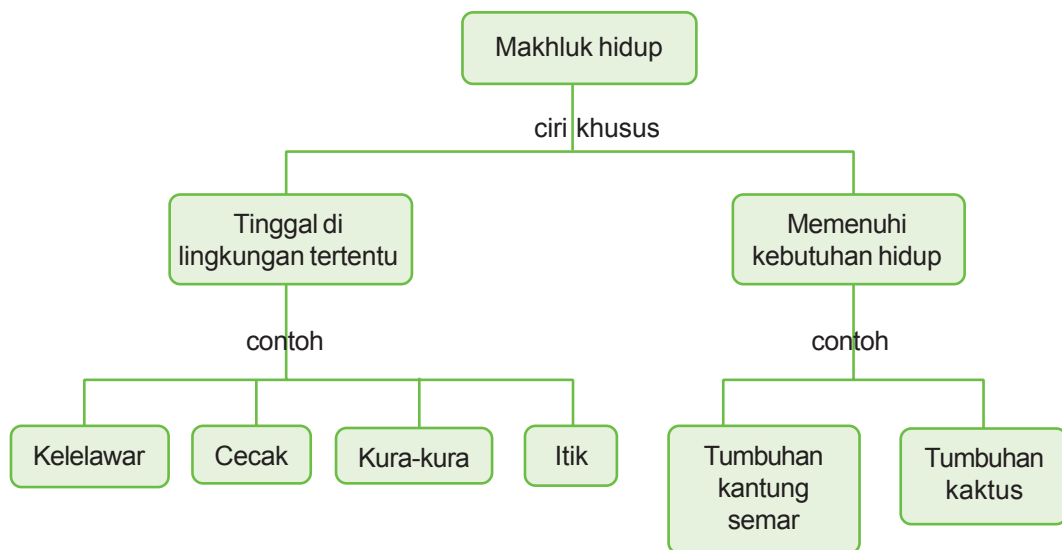 Makhluk hidup
ciri khusus
Tinggal di
lingkungan tertentu
Memenuhi
kebutuhan hidup
contoh
contoh
Kelelawar
Cecak
Kura-kura
Itik
Tumbuhan
kantung
semar
Tumbuhan
kaktus